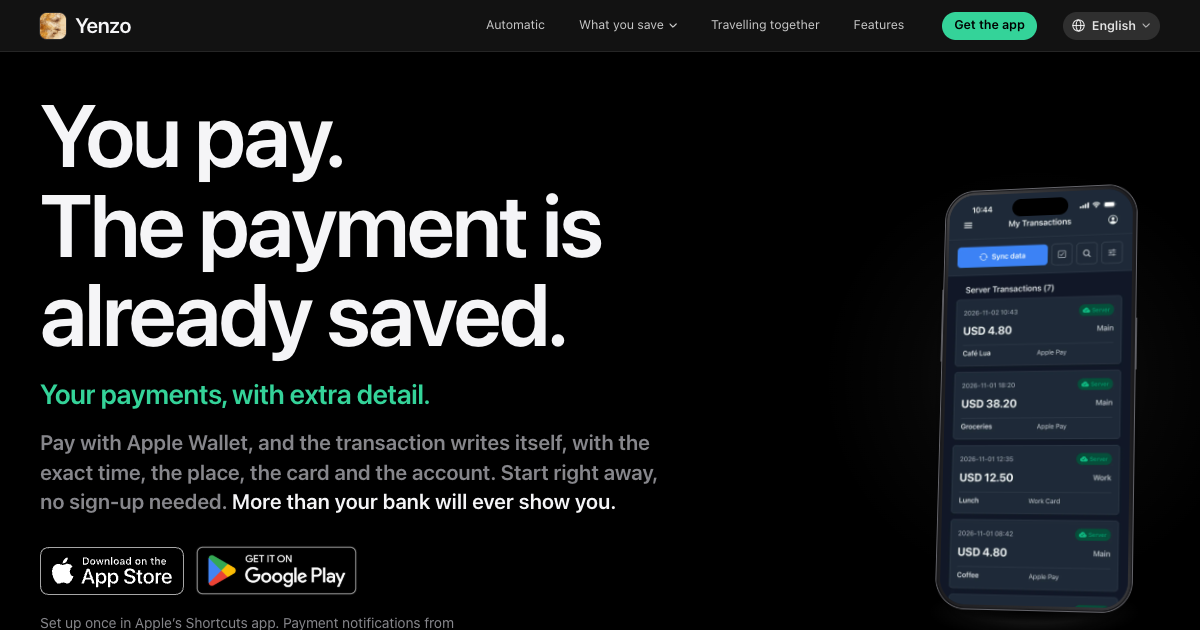 Yenzo
Automatic
What you save
Travelling together
Features
Get the app
English
You pay.
The payment is
already saved.
Your payments, with extra detail.
Pay with Apple Wallet, and the transaction writes itself, with the
exact time, the place, the card and the account. Start right away,
no sign-up needed. More than your bank will ever show you.
Download on the
App Store
GET IT ON
Google Play
Set up once in Apple's Shortcuts app. Payment notifications from
10:44
My Transactions
Sync data
Server Transactions (7)
2026-11-02 10:43
Server
USD 4.80
Main
Café Lua
Apple Pay
2026-11-01 18:20
Server
USD 38.20
Main
Groceries
Apple Pay
2026-11-01 12:35
Server
USD 12.50
Work
Lunch
Work Card
2026-11-01 08:42
Server
USD 4.80
Main
Coffee
Apple Pay